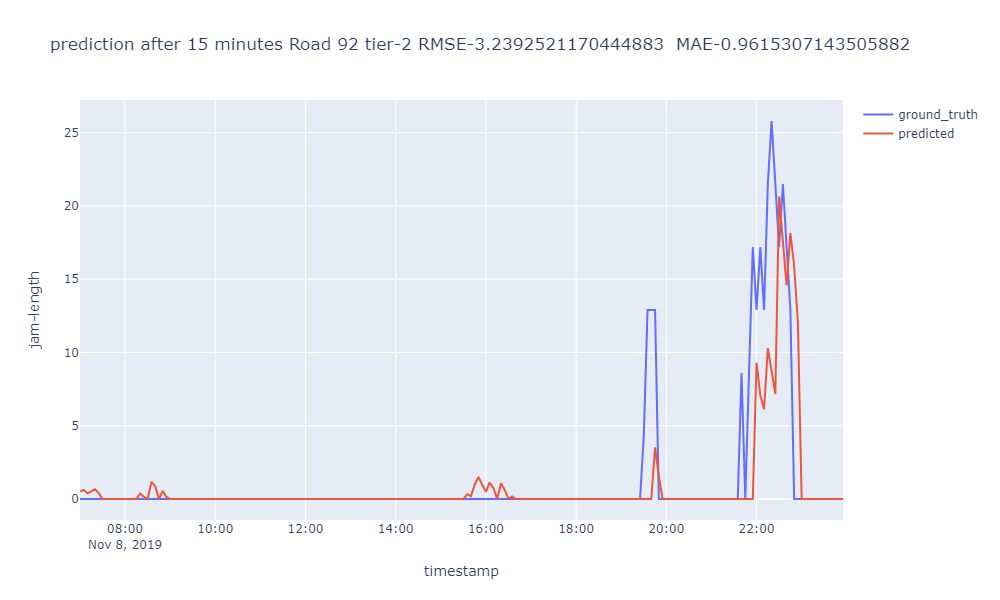 prediction after 15 minutes Road 92 tier-2 RMSE-3.2392521170444883  MAE-0.9615307143505882
ground_truth
predicted
25
20
15
10
5
0
jam-length
08:00 10:00 12:00 14:00 16:00 18:00 20:00 22:00
Nov 8, 2019
timestamp